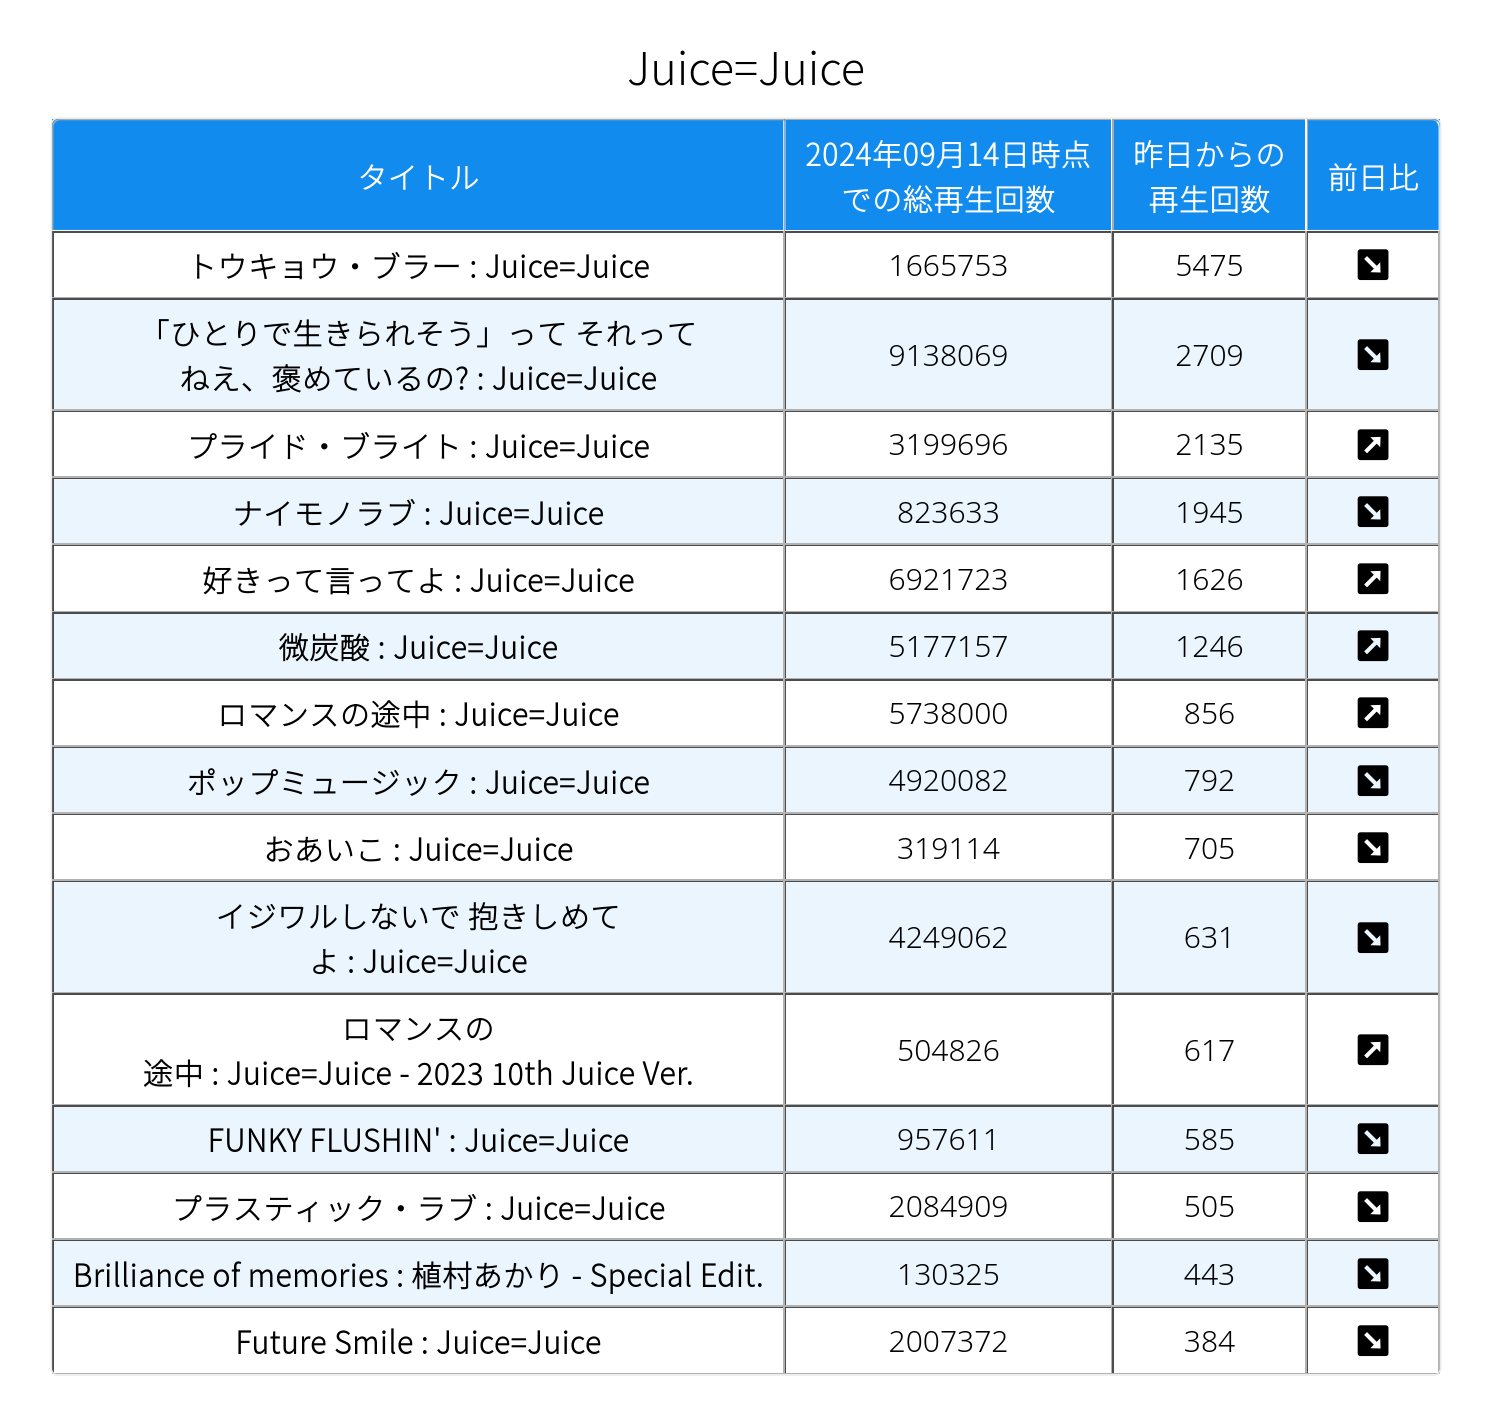 Juice=Juice
タイトル
2024年09月14日時点
での総再生回数
昨日からの
再生回数
前日比
トウキョウ・ブラー : Juice=Juice
1665753
5475
「ひとりで生きられそう」って それって
ねえ、褒めているの? : Juice=Juice
9138069
2709
プライド・ブライト : Juice=Juice
3199696
2135
ナイモノラブ : Juice=Juice
823633
1945
好きって言ってよ : Juice=Juice
6921723
1626
微炭酸 : Juice=Juice
5177157
1246
ロマンスの途中 : Juice=Juice
5738000
856
ポップミュージック : Juice=Juice
4920082
792
おあいこ : Juice=Juice
319114
705
イジワルしないで 抱きしめて
よ : Juice=Juice
4249062
631
ロマンスの
途中 : Juice=Juice - 2023 10th Juice Ver.
504826
617
FUNKY FLUSHIN' : Juice=Juice
957611
585
プラスティック・ラブ : Juice=Juice
2084909
505
Brilliance of memories : 植村あかり - Special Edit.
130325
443
Future Smile : Juice=Juice
2007372
384